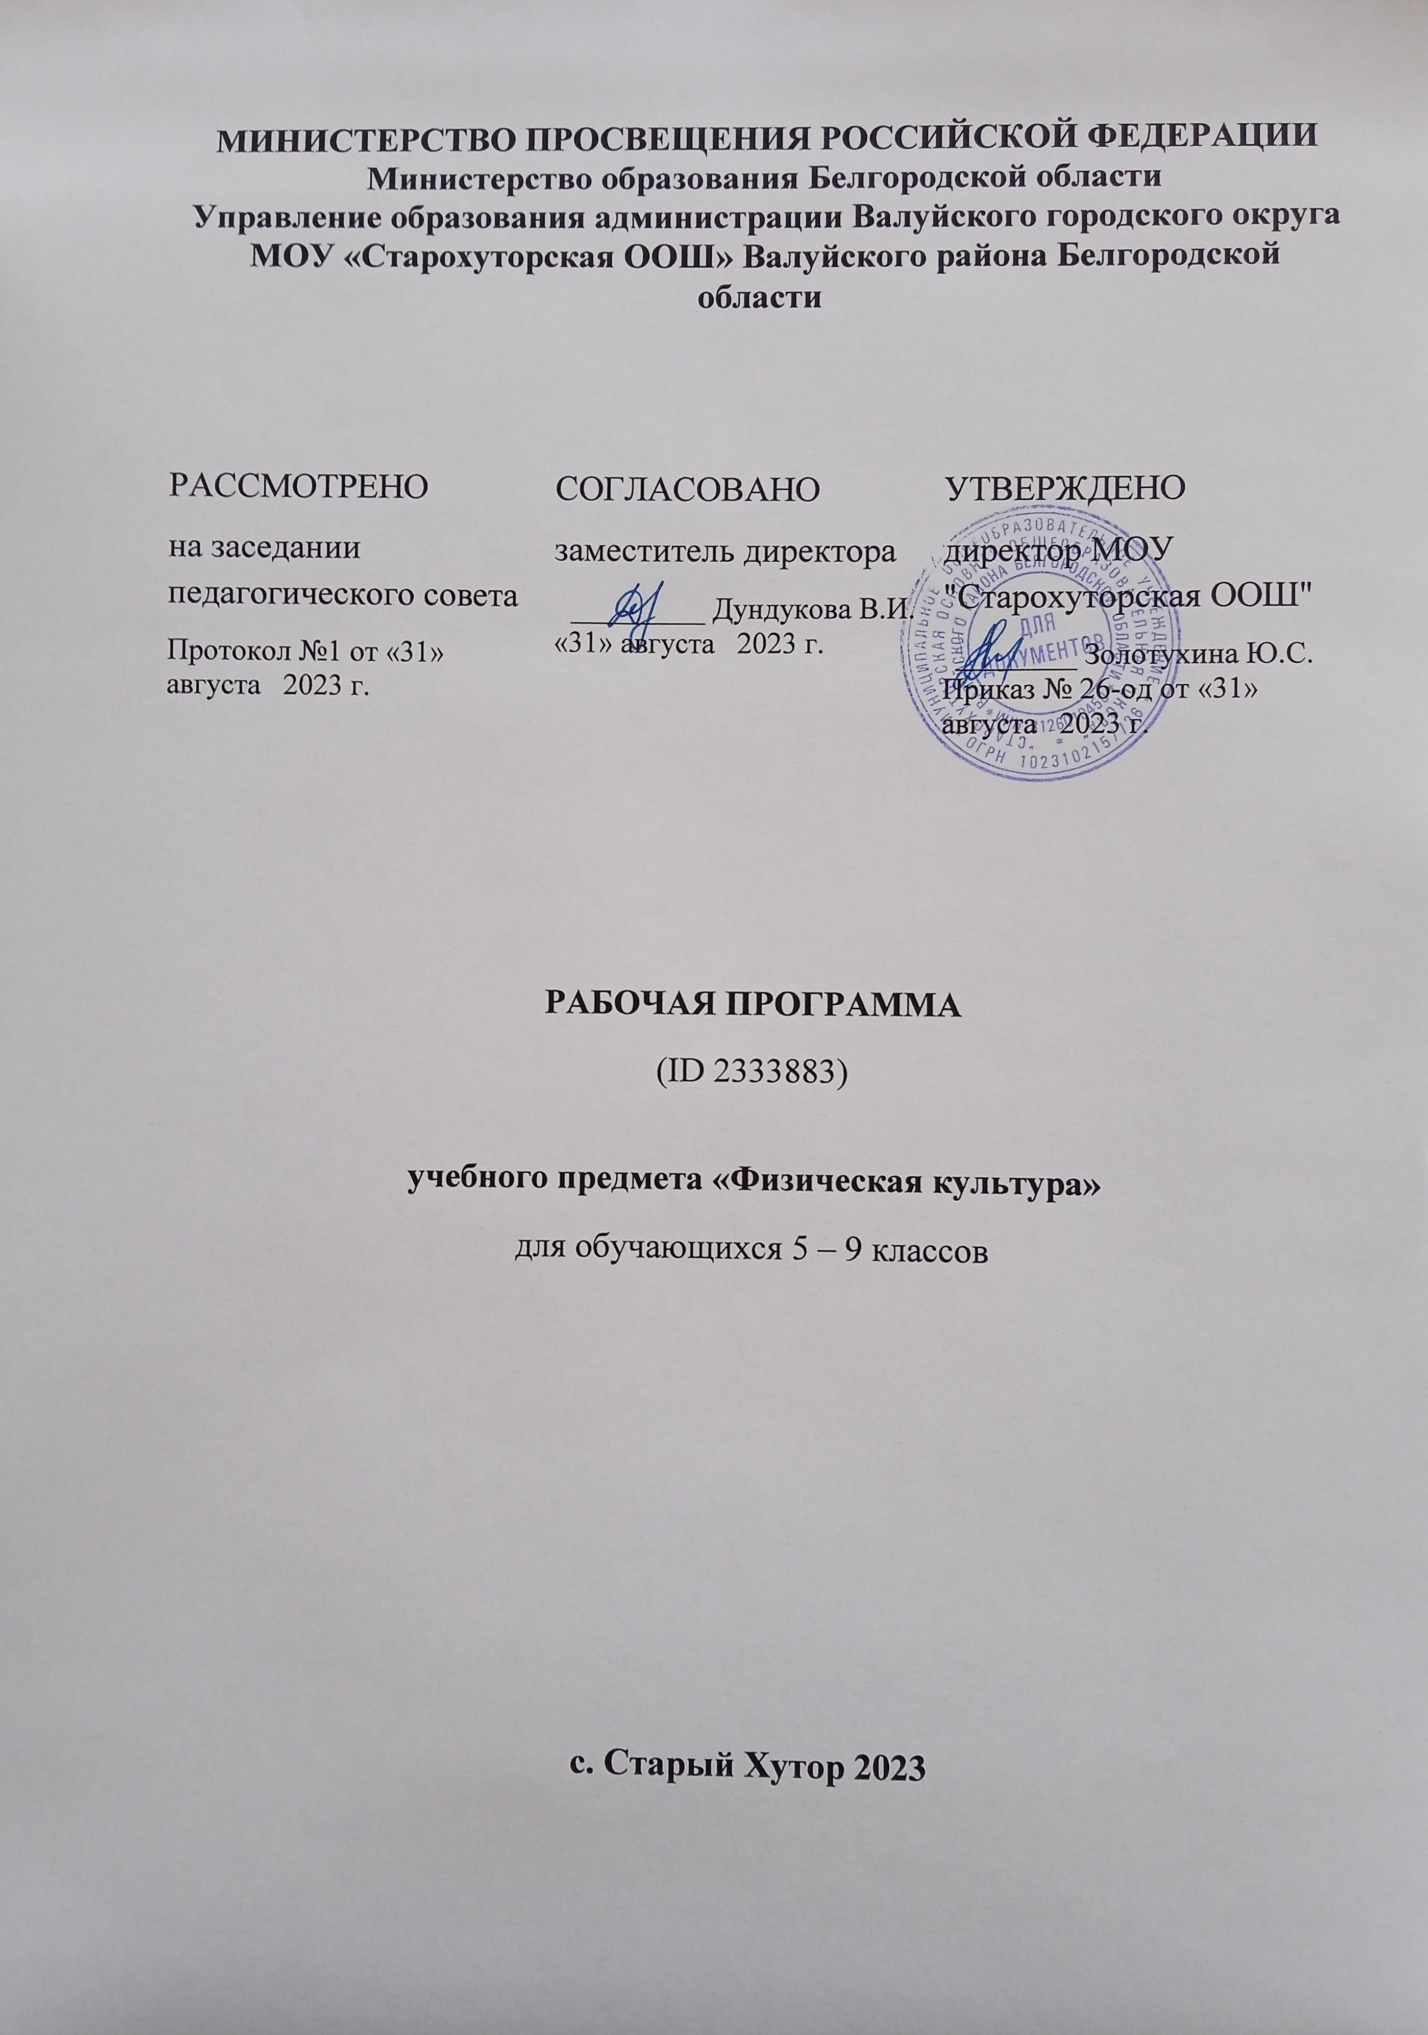 МИНИСТЕРСТВО ПРОСВЕЩЕНИЯ РОССИЙСКОЙ ФЕДЕРАЦИИ
Министерство образования Белгородской области
Управление образования администрации Валуйского городского округа
МОУ «Старохуторская ООШ» Валуйского района Белгородской
области
РАССМОТРЕНО
на заседании
педагогического совета
Протокол №1 от «31»
августа 2023 г.
СОГЛАСОВАНО
заместитель директора
Дундукова В.И.
«31» августа 2023 г.
УТВЕРЖДЕНО
директор МОУ
"Старохуторская ООШ"
Золотухина Ю.С.
Приказ № 26-од от «31»
августа 2023 г.
ДЛЯ
ДОКУМЕНТОВ
ОГРН 1023102157126
РАБОЧАЯ ПРОГРАММА
(ID 2333883)
учебного предмета «Физическая культура»
для обучающихся 5 – 9 классов
с. Старый Хутор 2023